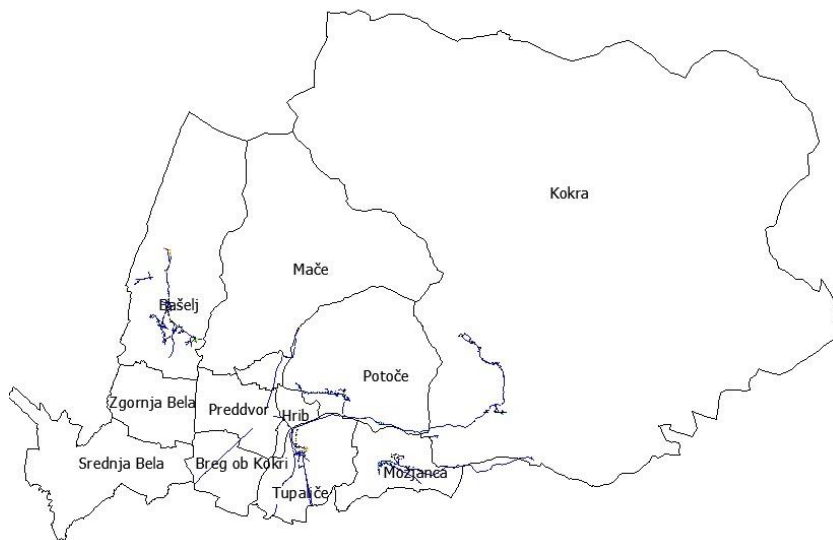 Kokra
Mače
Bašelj
Potoče
Zgornja Bela
Preddvor
Hrib
Srednja Bela
Breg ob Kokri
Možjanca
Tupaliče